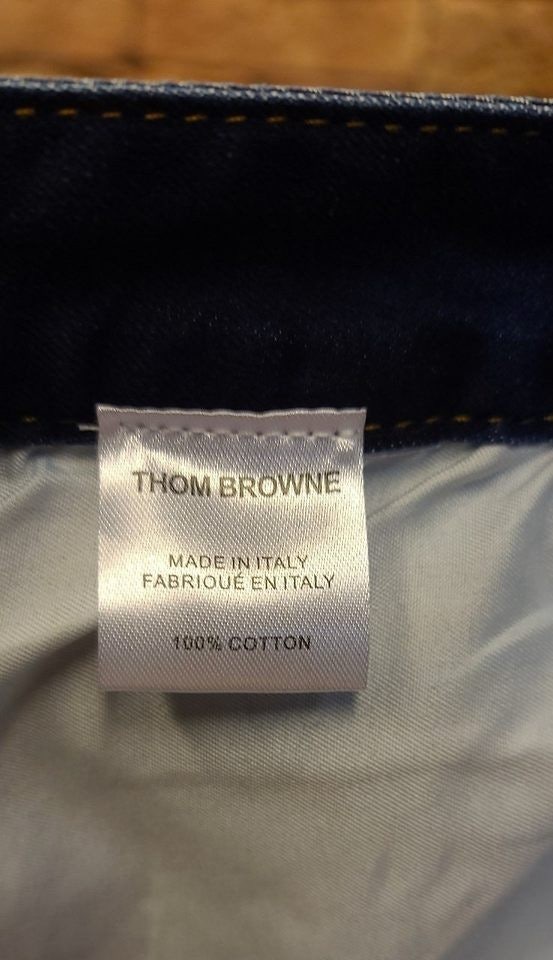 THOM BROWNE
MADE IN ITALY
FABRIOUÉ EN ITALY
100% COTTON